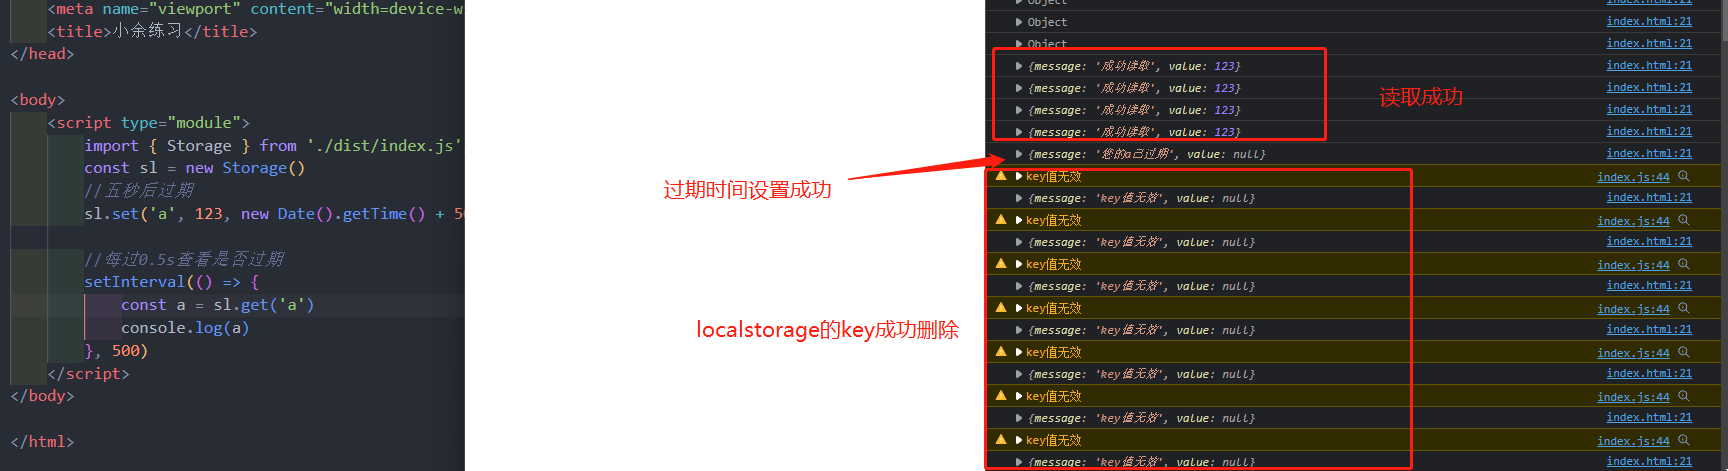 <meta name="viewport" content="width=device-w
<title>小余练习</title>
</head>
<body>
<script type="module">
import { Storage } from './dist/index.js'
const sl = new Storage()
//五秒后过期
sl.set('a', 123, new Date().getTime() + 50
//每过0.5s查看是否过期
setInterval(() => {
const a = sl.get('a')
console.log(a)
}, 500)
</script>
</body>
</html>
过期时间设置成功
localstorage的key成功删除
Object index.html:21
Object index.html:21
Object index.html:21
{message: '成功读取', value: 123} index.html:21
{message: '成功读取', value: 123} index.html:21
{message: '成功读取', value: 123} index.html:21
{message: '成功读取', value: 123} index.html:21
读取成功
{message: '您的a已过期', value: null} index.html:21
key值无效 index.js:44
{message: 'key值无效', value: null} index.html:21
key值无效 index.js:44
{message: 'key值无效', value: null} index.html:21
key值无效 index.js:44
{message: 'key值无效', value: null} index.html:21
key值无效 index.js:44
{message: 'key值无效', value: null} index.html:21
key值无效 index.js:44
{message: 'key值无效', value: null} index.html:21
key值无效 index.js:44
{message: 'key值无效', value: null} index.html:21
key值无效 index.js:44
{message: 'key值无效', value: null} index.html:21